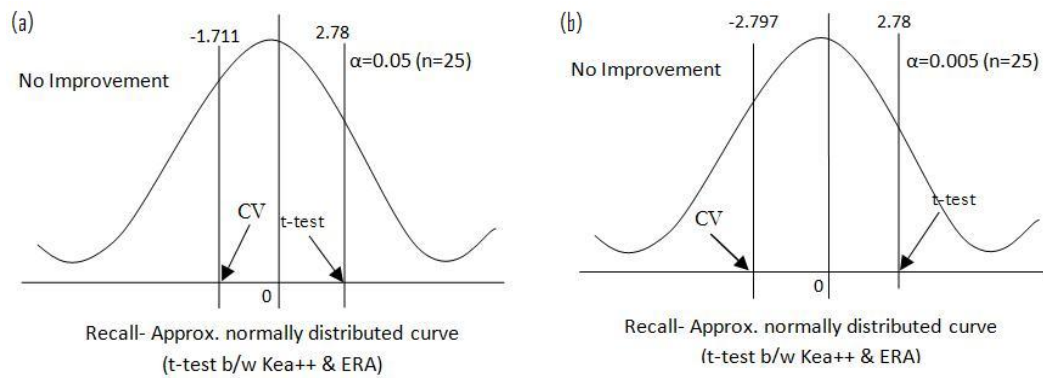 (a)
-1.711
2.78
No Improvement
α=0.05 (n=25)
CV
t-test
0
Recall- Approx. normally distributed curve
(t-test b/w Kea++ & ERA)
(b)
-2.797
2.78
No Improvement
α=0.005 (n=25)
CV
t-test
0
Recall- Approx. normally distributed curve
(t-test b/w Kea++ & ERA)